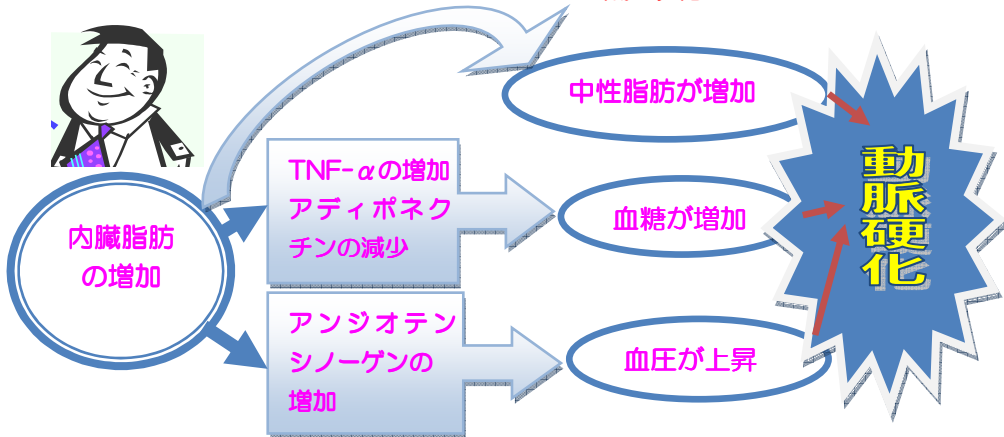 中性脂肪が増加
内臓脂肪
の増加
TNF-αの増加
アディポネク
チンの減少
血糖が増加
アンジオテン
シノーゲンの
増加
血圧が上昇
動脈硬化